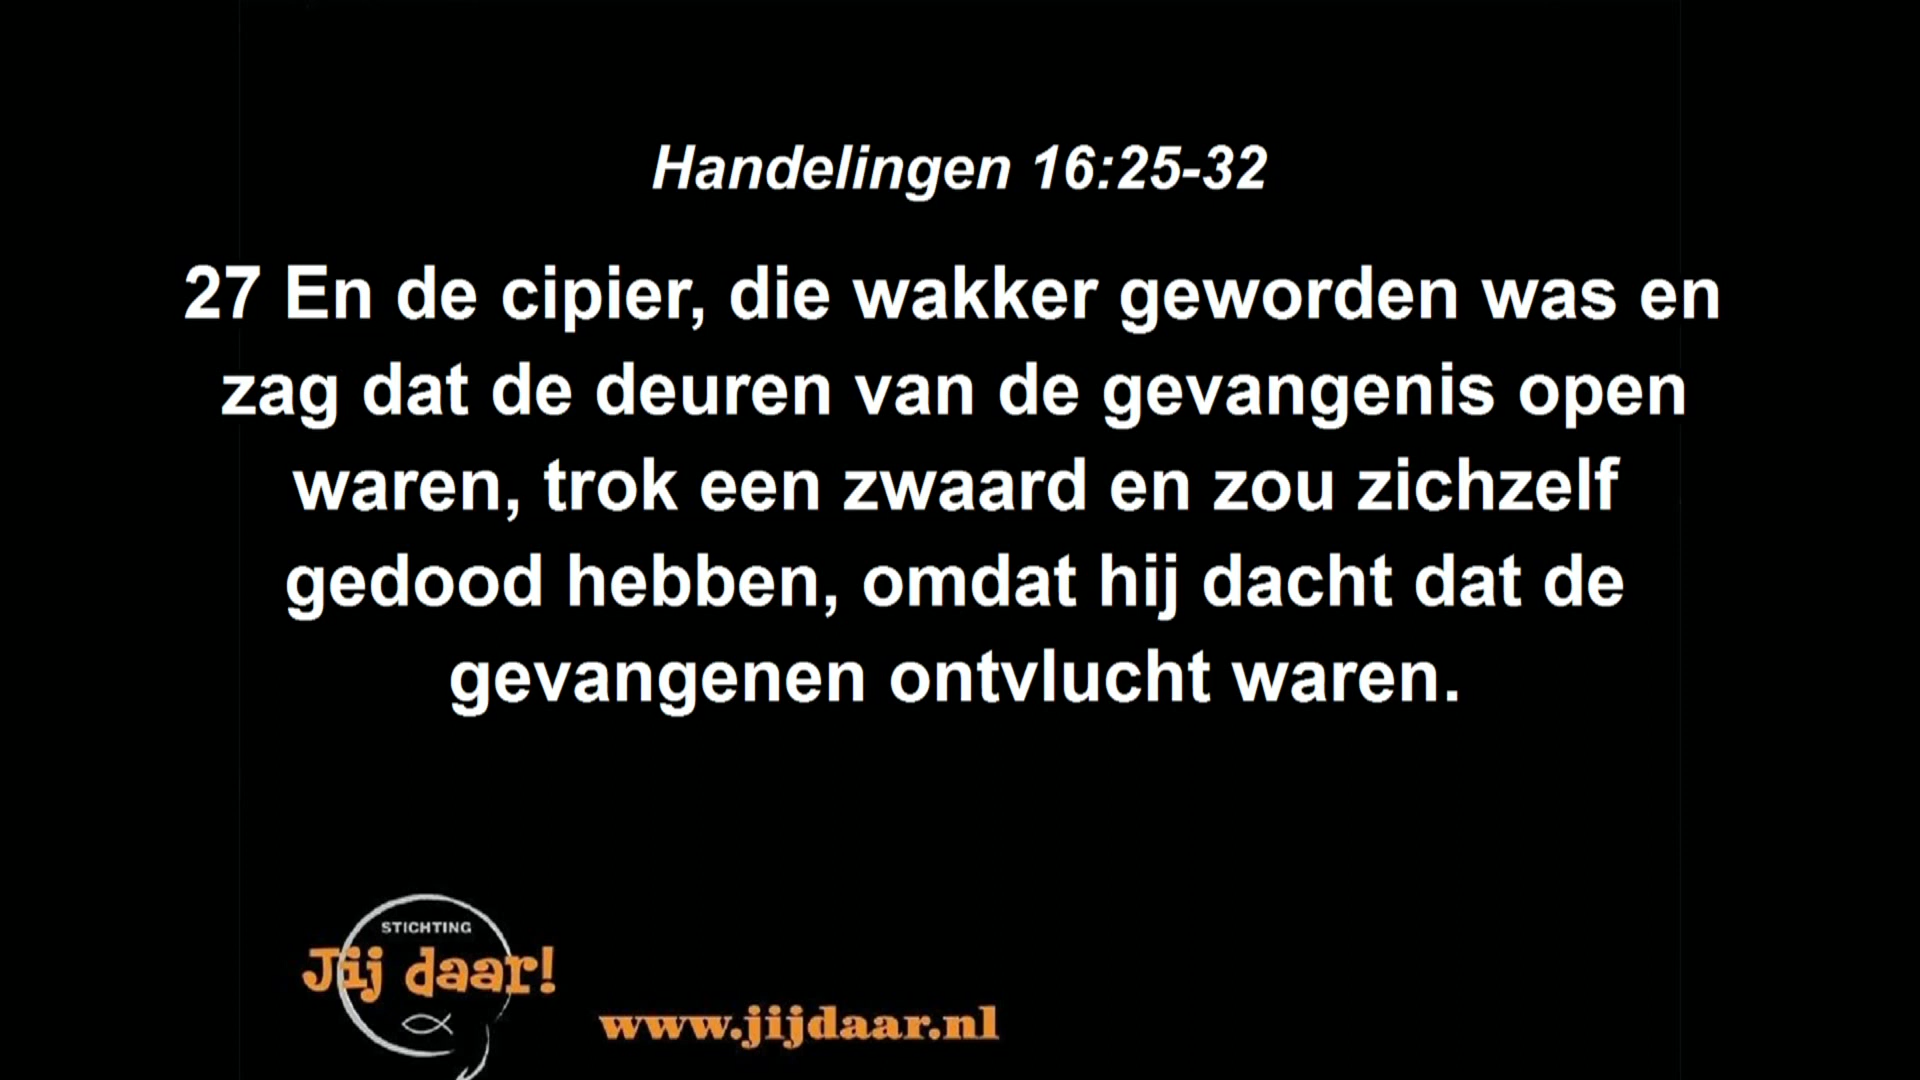 Handelingen 16:25-32
27 En de cipier, die wakker geworden was en
zag dat de deuren van de gevangenis open
waren, trok een zwaard en zou zichzelf
gedood hebben, omdat hij dacht dat de
gevangenen ontvlucht waren.
STICHTING
Jij daar!
www.jijdaar.nl